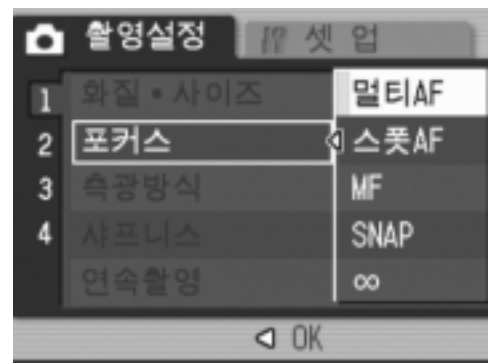 촬영설정 셋 업
1 화질•사이즈 멀티AF
2 포커스 스폿AF
3 측광방식 MF
4 샤프니스 SNAP
연속촬영 ∞
OK